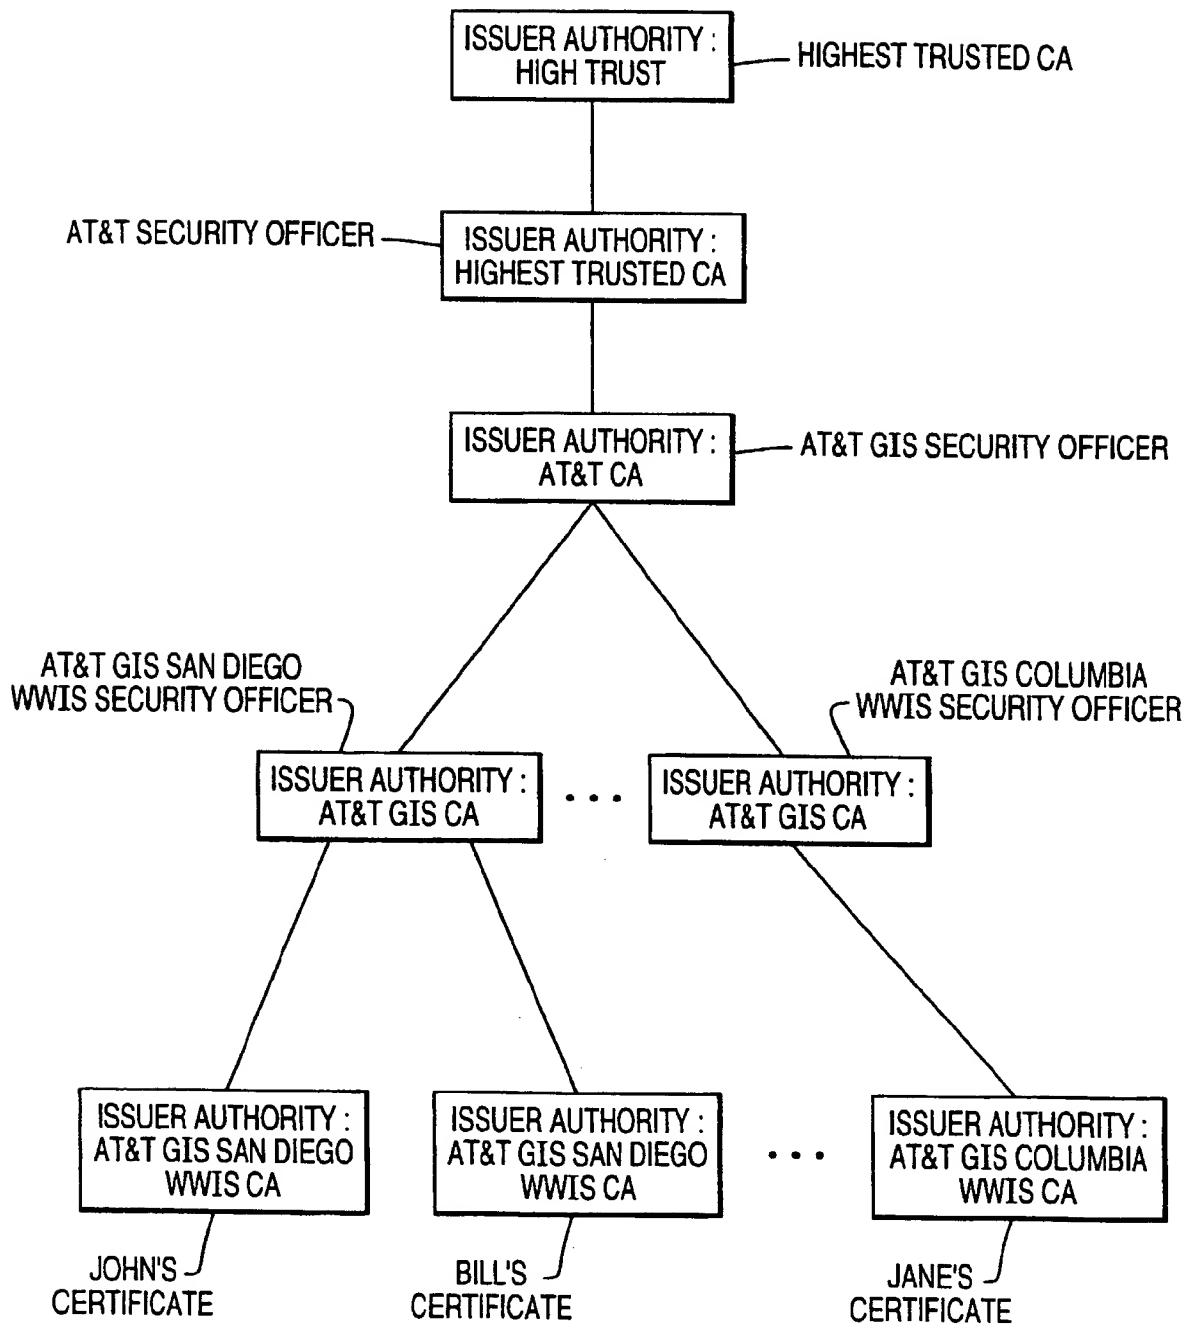 ISSUER AUTHORITY :
HIGH TRUST
HIGHEST TRUSTED CA
AT&T SECURITY OFFICER
ISSUER AUTHORITY :
HIGHEST TRUSTED CA
ISSUER AUTHORITY :
AT&T CA
AT&T GIS SECURITY OFFICER
AT&T GIS SAN DIEGO
WWIS SECURITY OFFICER
AT&T GIS COLUMBIA
WWIS SECURITY OFFICER
ISSUER AUTHORITY :
AT&T GIS CA
ISSUER AUTHORITY :
AT&T GIS CA
ISSUER AUTHORITY :
AT&T GIS SAN DIEGO
WWIS CA
ISSUER AUTHORITY :
AT&T GIS SAN DIEGO
WWIS CA
ISSUER AUTHORITY :
AT&T GIS COLUMBIA
WWIS CA
JOHN'S
CERTIFICATE
BILL'S
CERTIFICATE
JANE'S
CERTIFICATE